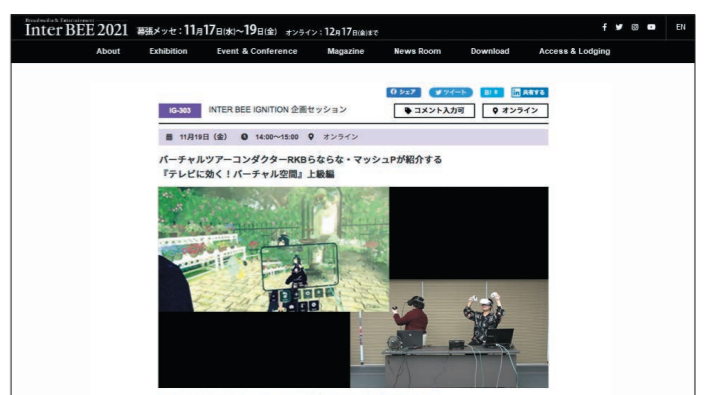 Broadmedia & Entertainment
Inter BEE 2021 幕張メッセ：11月17日(水)～19日(金) オンライン：12月17日(金)まで
EN
About Exhibition Event & Conference Magazine News Room Download Access & Lodging
シェア ツイート B! in 共有する
IG-303 INTER BEE IGNITION 企画セッション コメント入力可 オンライン
11月19日（金） 14:00～15:00 オンライン
バーチャルツアーコンダクターRKBらならな・マッシュPが紹介する
『テレビに効く！バーチャル空間』上級編